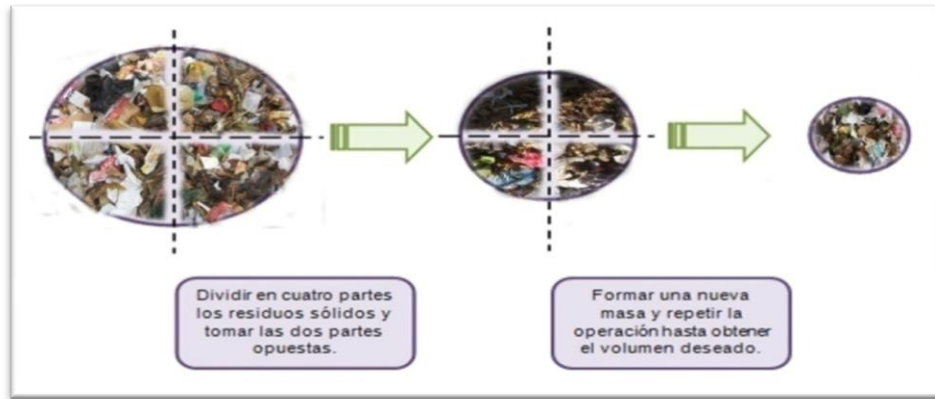 Dividir en cuatro partes
los residuos sólidos y
tomar las dos partes
opuestas.
Formar una nueva
masa y repetir la
operación hasta obtener
el volumen deseado.